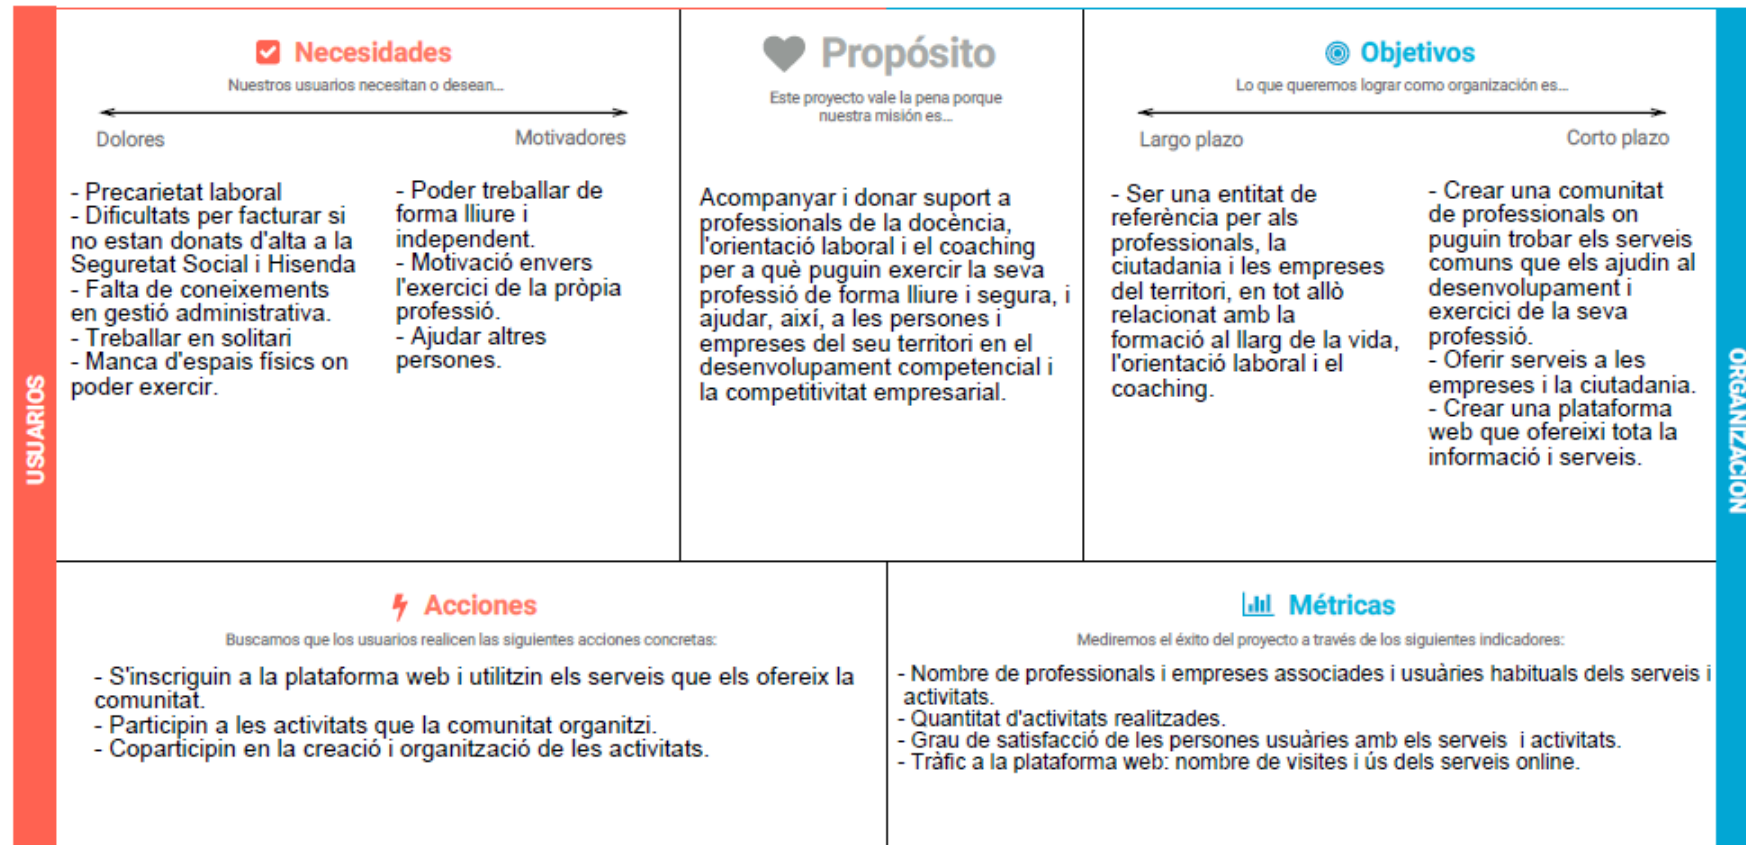 USUARIOS
Necesidades
Nuestros usuarios necesitan o desean...
Dolores
Motivadores
- Precarietat laboral
- Dificultats per facturar si
no estan donats d'alta a la
Seguretat Social i Hisenda
- Falta de coneixements
en gestió administrativa.
- Treballar en solitari
- Manca d'espais físics on
poder exercir.
- Poder treballar de
forma lliure i
independent.
- Motivació envers
l'exercici de la pròpia
professió.
- Ajudar altres
persones.
Propósito
Este proyecto vale la pena porque
nuestra misión es...
Acompanyar i donar suport a
professionals de la docència,
l'orientació laboral i el coaching
per a què puguin exercir la seva
professió de forma lliure i segura, i
ajudar, així, a les persones i
empreses del seu territori en el
desenvolupament competencial i
la competitivitat empresarial.
Objetivos
Lo que queremos lograr como organización es...
Largo plazo
Corto plazo
- Ser una entitat de
referència per als
professionals, la
ciutadania i les empreses
del territori, en tot allò
relacionat amb la
formació al llarg de la vida,
l'orientació laboral i el
coaching.
- Crear una comunitat
de professionals on
puguin trobar els serveis
comuns que els ajudin al
desenvolupament i
exercici de la seva
professió.
- Oferir serveis a les
empreses i la ciutadania.
- Crear una plataforma
web que ofereixi tota la
informació i serveis.
ORGANIZACIÓN
Acciones
Buscamos que los usuarios realicen las siguientes acciones concretas:
- S'inscriguin a la plataforma web i utilitzin els serveis que els ofereix la
comunitat.
- Participin a les activitats que la comunitat organitzi.
- Coparticipin en la creació i organització de les activitats.
Métricas
Mediremos el éxito del proyecto a través de los siguientes indicadores:
- Nombre de professionals i empreses associades i usuàries habituals dels serveis i
activitats.
- Quantitat d'activitats realitzades.
- Grau de satisfacció de les persones usuàries amb els serveis  i activitats.
- Tràfic a la plataforma web: nombre de visites i ús dels serveis online.